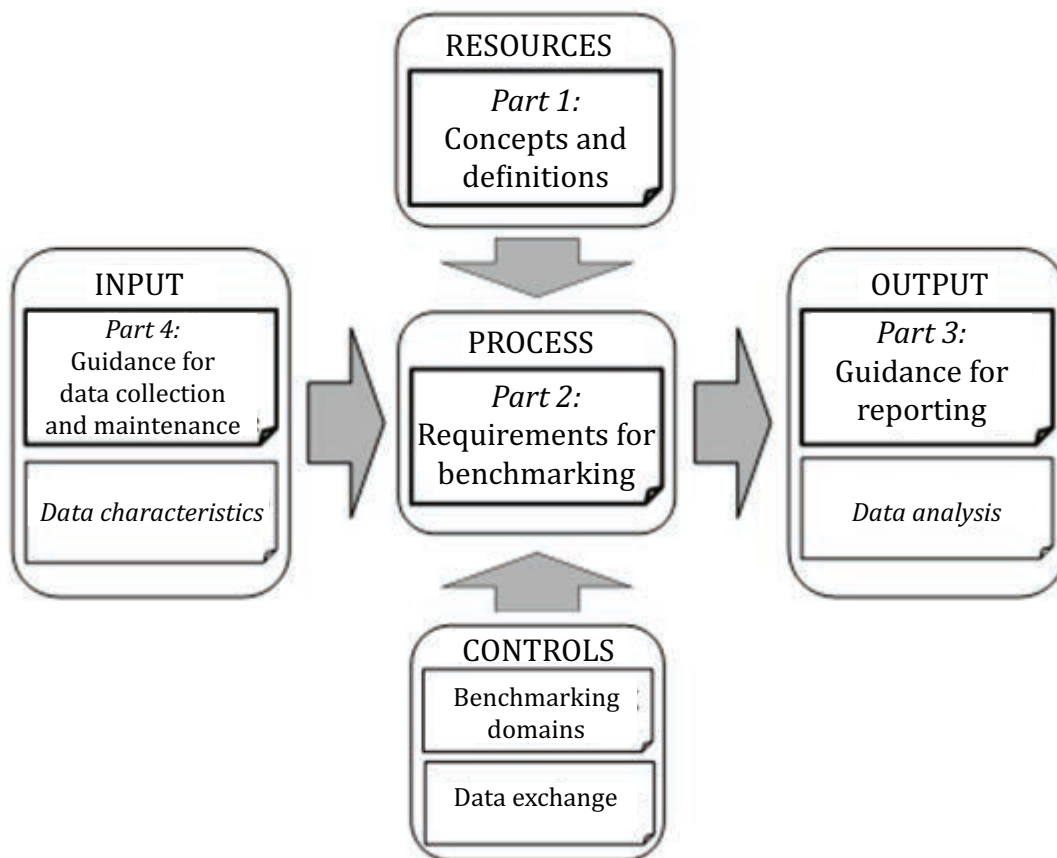 RESOURCES
Part 1:
Concepts and
definitions
INPUT
Part 4:
Guidance for
data collection
and maintenance
Data characteristics
PROCESS
Part 2:
Requirements for
benchmarking
OUTPUT
Part 3:
Guidance for
reporting
Data analysis
CONTROLS
Benchmarking
domains
Data exchange